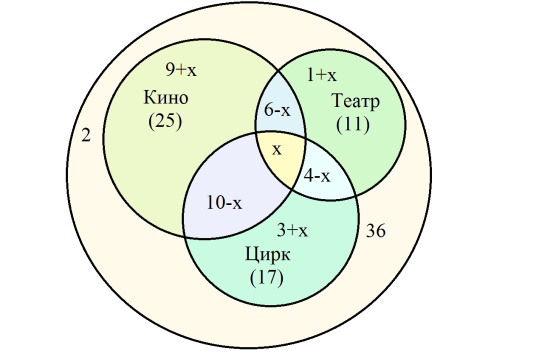 9+x
Кино
(25)
1+x
Театр
(11)
6-x
2
x
4-x
10-x
3+x
36
Цирк
(17)